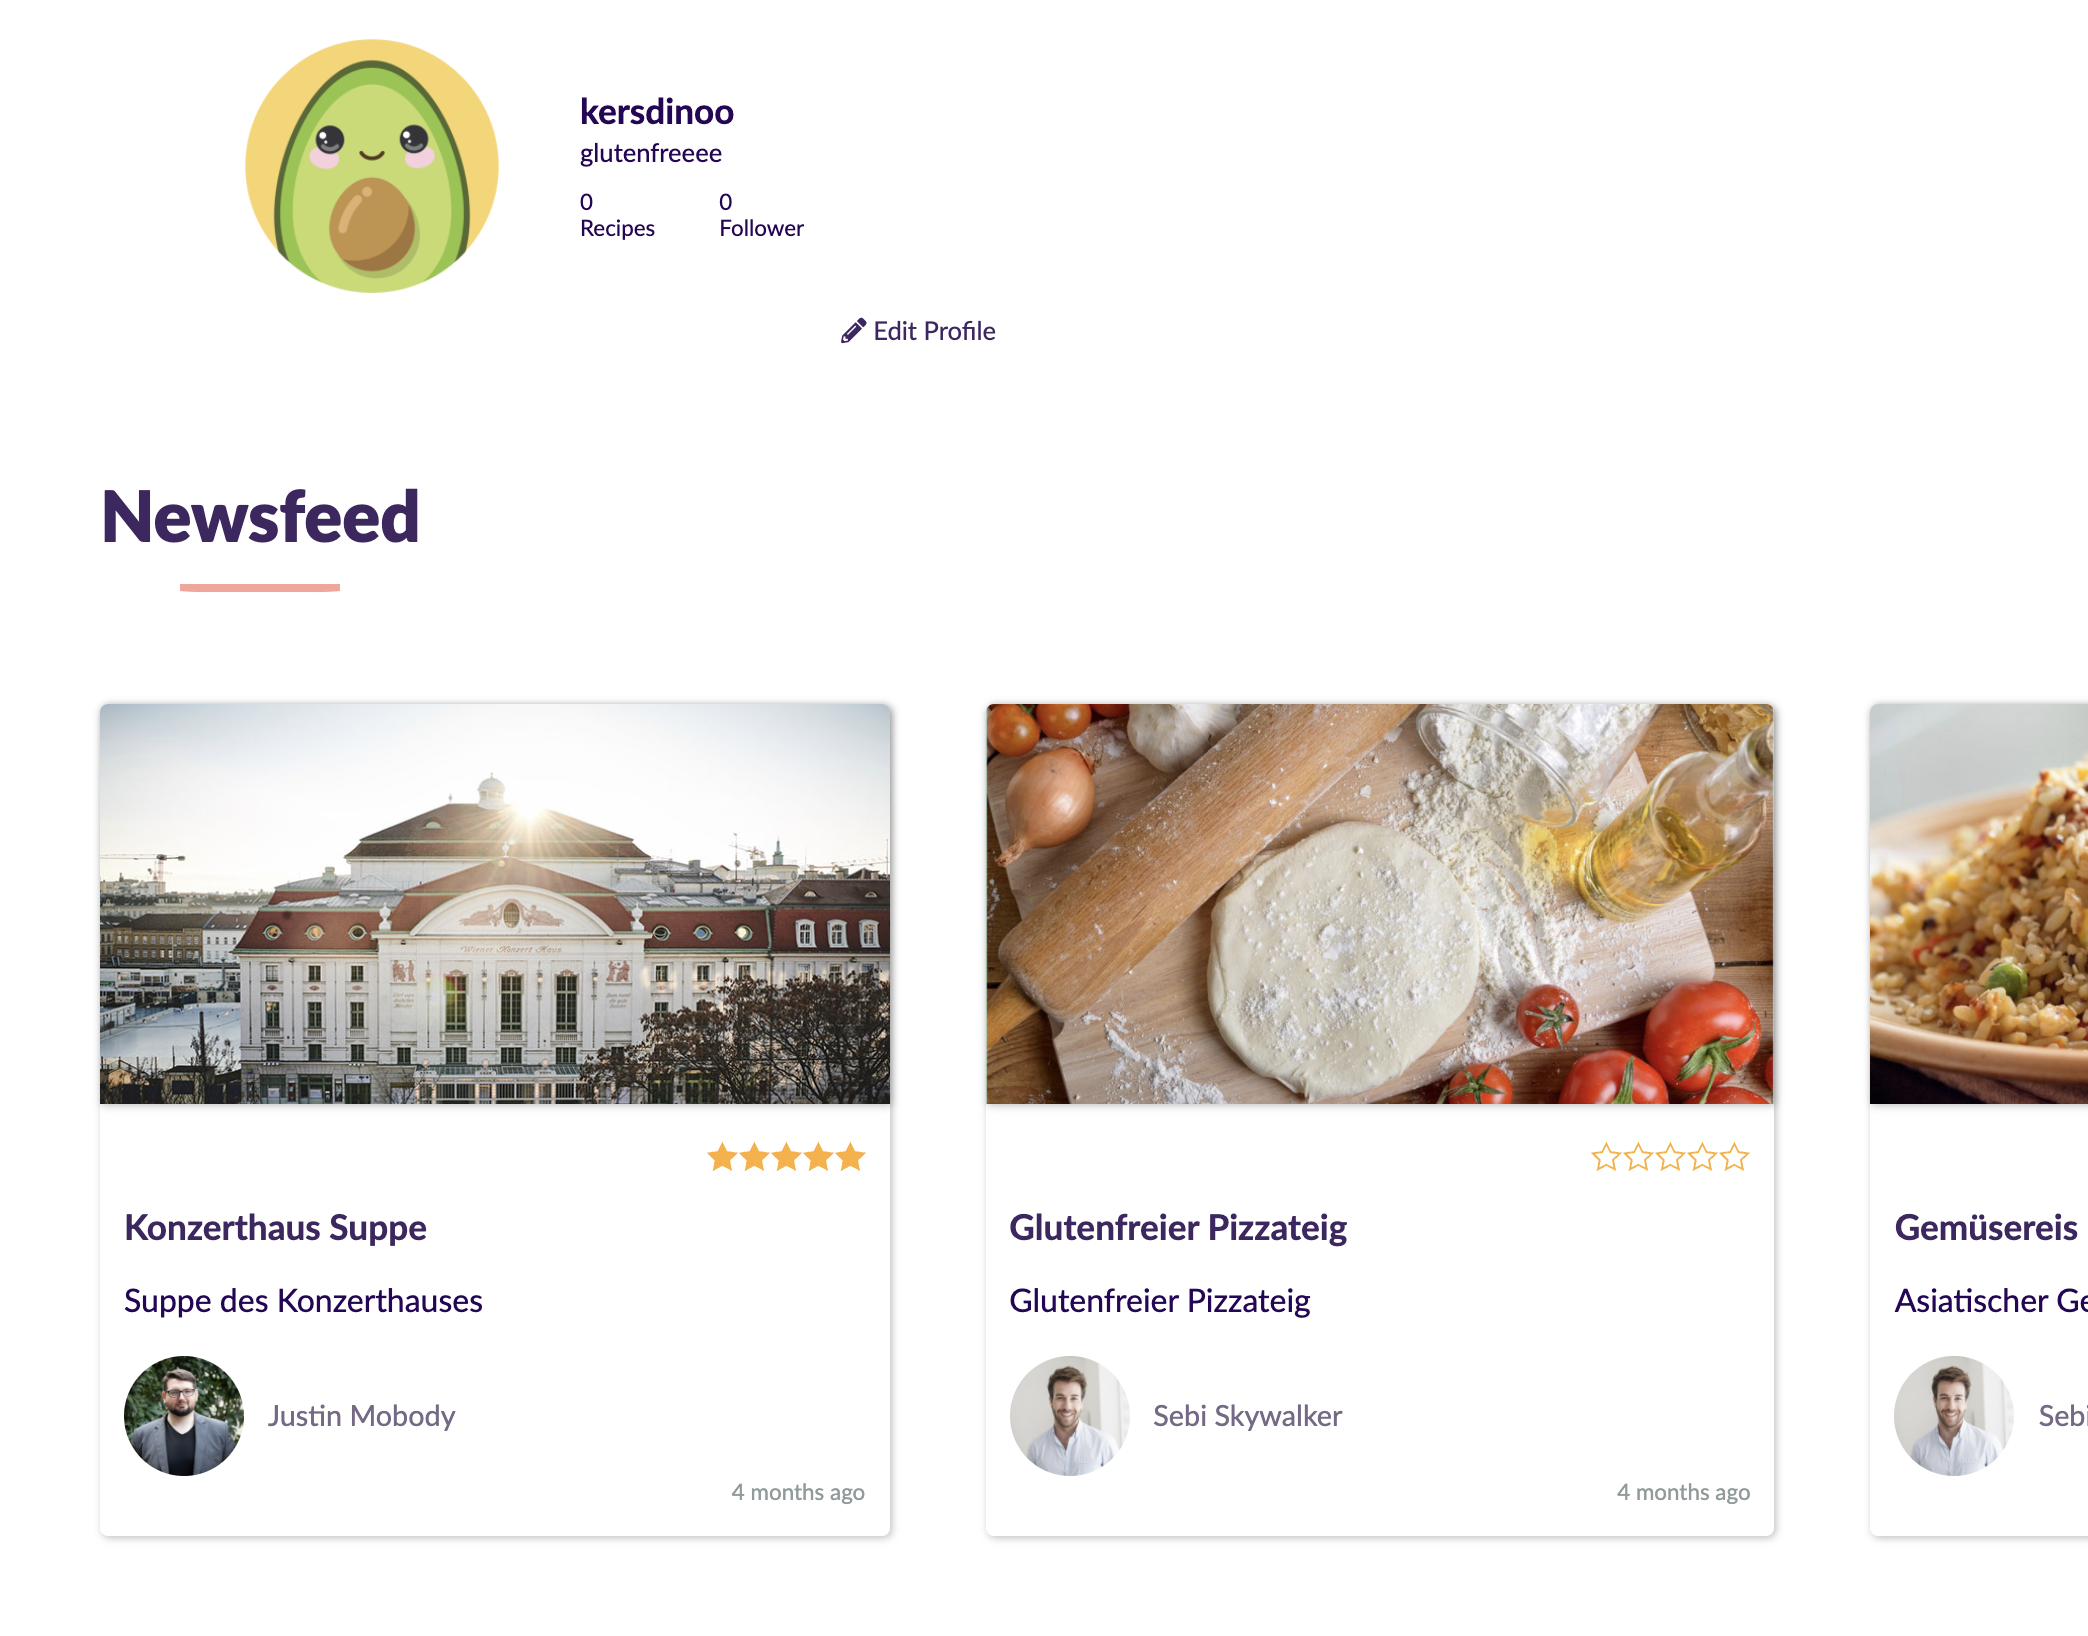 kersdinoo
glutenfreeee
0 0
Recipes Follower
Edit Profile
Newsfeed
Wiener Konzert Haus
Konzerthaus Suppe
Suppe des Konzerthauses
Justin Mobody
4 months ago
Glutenfreier Pizzateig
Glutenfreier Pizzateig
Sebi Skywalker
4 months ago
Gemüsereis
Asiatischer Ge
Sebi